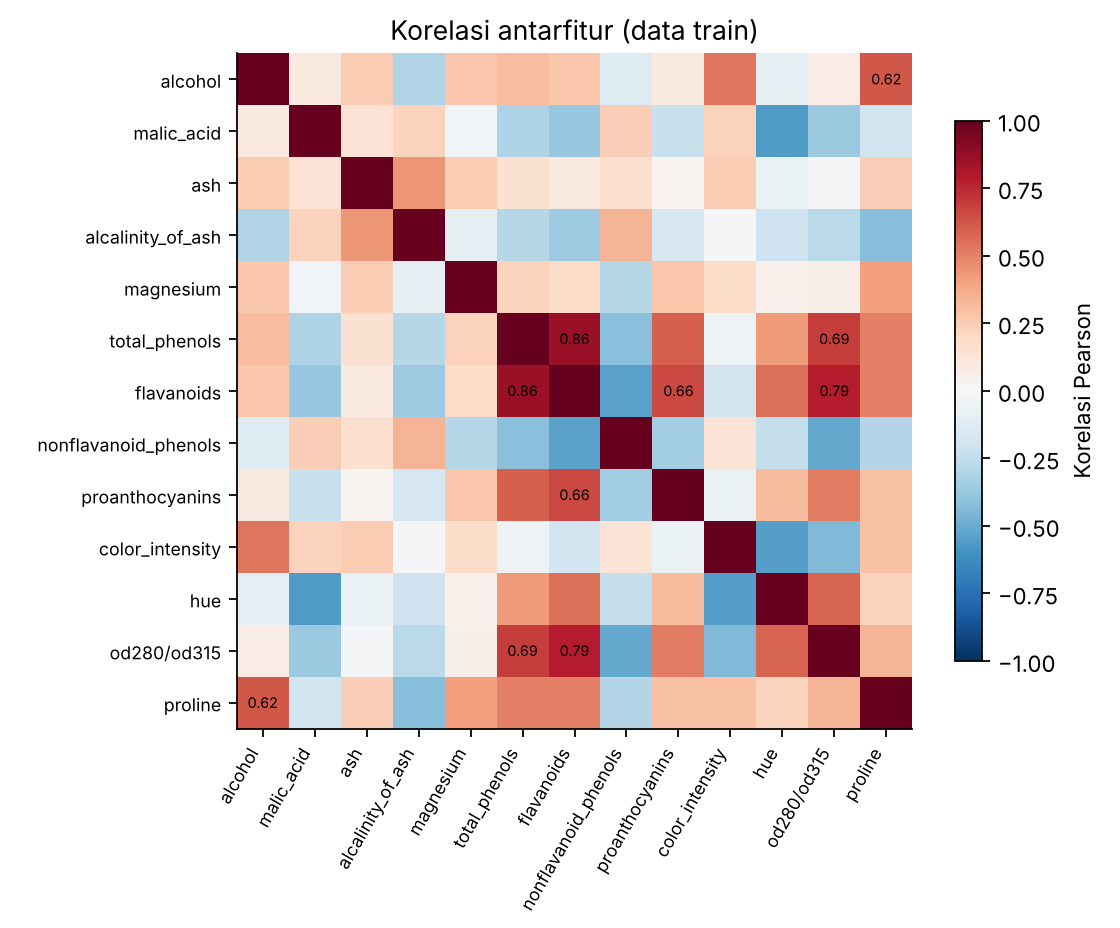 Korelasi antarfitur (data train)
alcohol
0.62
malic_acid
ash
alcalinity_of_ash
magnesium
total_phenols
0.86
0.69
flavanoids
0.86
0.66
0.79
nonflavanoid_phenols
proanthocyanins
0.66
color_intensity
hue
od280/od315
0.69
0.79
proline
0.62
alcohol
malic_acid
ash
alcalinity_of_ash
magnesium
total_phenols
flavanoids
nonflavanoid_phenols
proanthocyanins
color_intensity
hue
od280/od315
proline
1.00
0.75
0.50
0.25
0.00
−0.25
−0.50
−0.75
−1.00
Korelasi Pearson